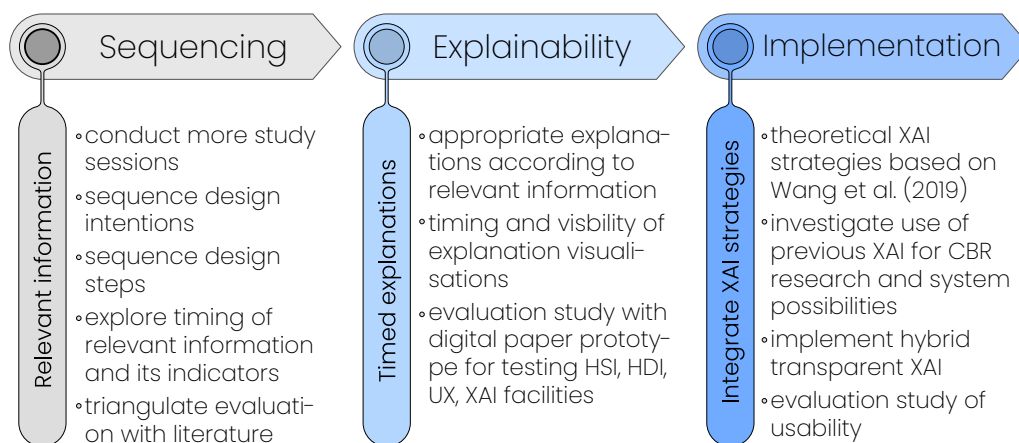 Sequencing
Relevant information
◦conduct more study
sessions
◦sequence design
intentions
◦sequence design
steps
◦explore timing of
relevant information
and its indicators
◦triangulate evaluati-
on with literature
Explainability
Timed explanations
◦appropriate explana-
tions according to
relevant information
◦timing and visbility of
explanation visuali-
sations
◦evaluation study with
digital paper prototy-
pe for testing HSI, HDI,
UX, XAI facilities
Implementation
Integrate XAI strategies
◦theoretical XAI
strategies based on
Wang et al. (2019)
◦investigate use of
previous XAI for CBR
research and system
possibilities
◦implement hybrid
transparent XAI
◦evaluation study of
usability